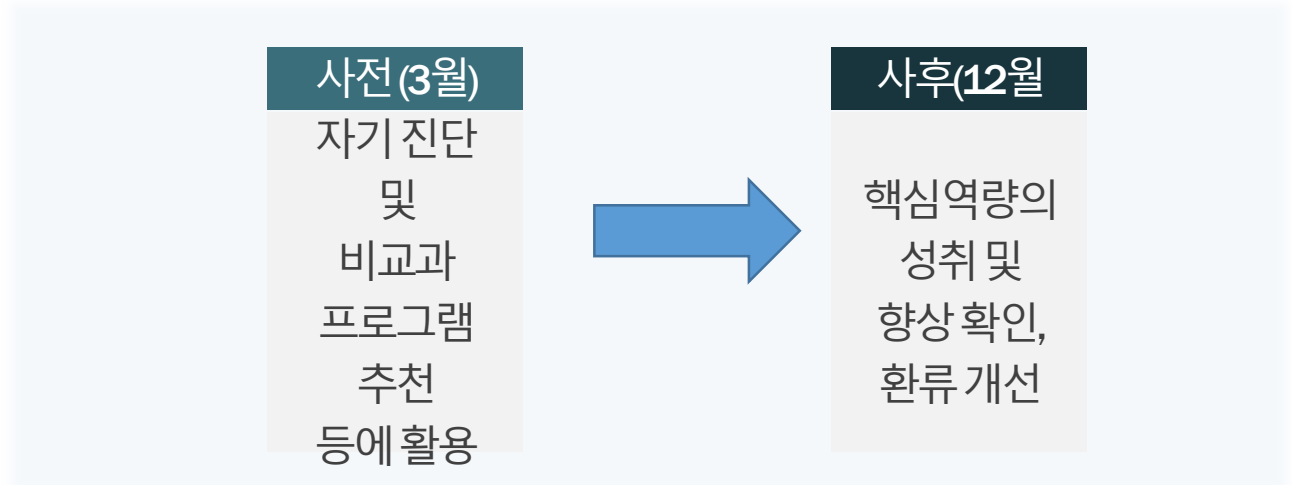 사전(3월)
자기 진단
및
비교과
프로그램
추천
등에 활용
사후(12월
핵심역량의
성취 및
향상 확인,
환류 개선